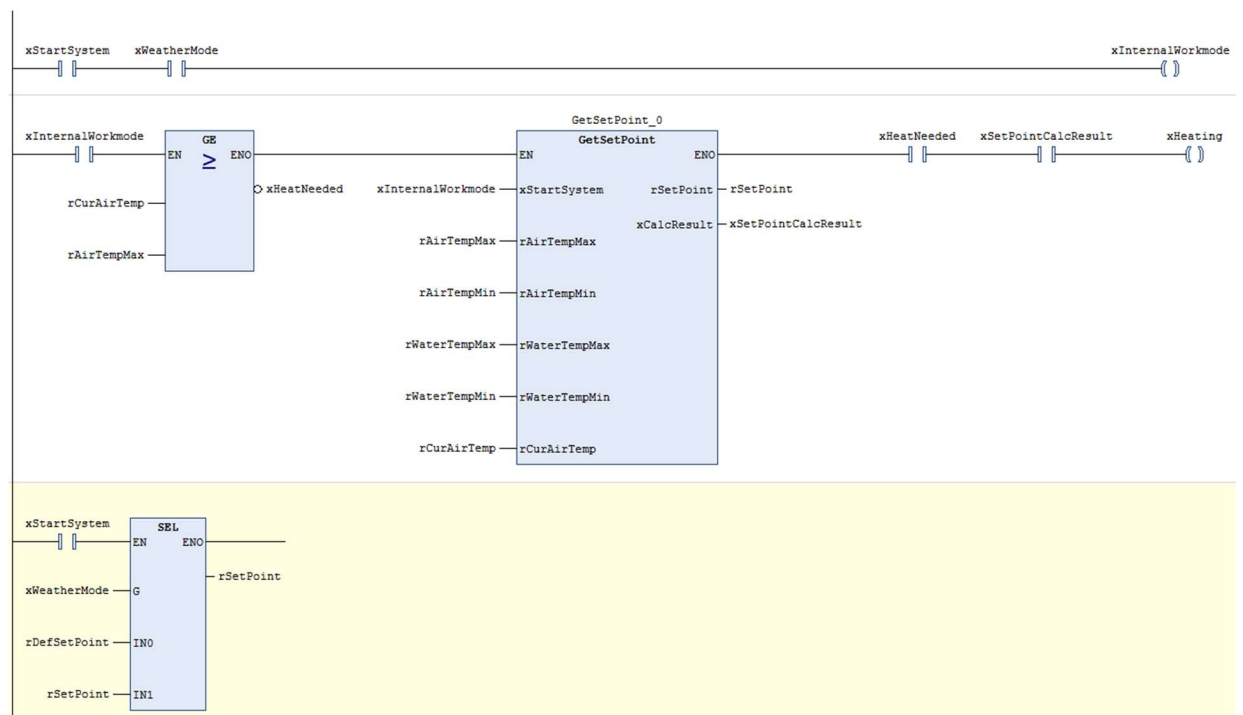 xStartSystem xWeatherMode xInternalWorkmode
GetSetPoint_0
xInternalWorkmode GE GetSetPoint xHeatNeeded xSetPointCalcResult xHeating
EN ≥ ENO EN ENO
xHeatNeeded xInternalWorkmode xStartSystem rSetPoint rSetPoint
rCurAirTemp
xCalcResult xSetPointCalcResult
rAirTempMax rAirTempMax
rAirTempMax
rAirTempMin rAirTempMin
rWaterTempMax rWaterTempMax
rWaterTempMin rWaterTempMin
rCurAirTemp rCurAirTemp
xStartSystem SEL
EN ENO
rSetPoint
xWeatherMode G
rDefSetPoint IN0
rSetPoint IN1